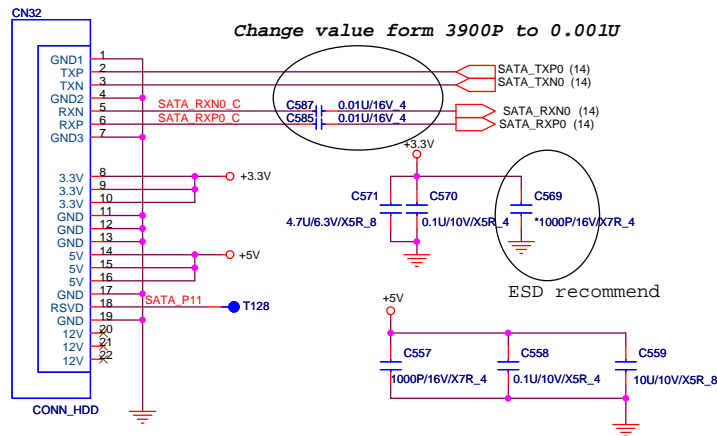 CN32
Change value form 3900P to 0.001U
GND1 1
TXP 2 SATA_TXP0 (14)
TXN 3 SATA_TXN0 (14)
GND2 4
RXN 5 SATA_RXN0_C C587 0.01U/16V_4 SATA_RXN0 (14)
RXP 6 SATA_RXP0_C C585 0.01U/16V_4 SATA_RXP0 (14)
GND3 7
+3.3V
3.3V 8 +3.3V
3.3V 9
3.3V 10
GND 11
GND 12
GND 13
5V 14 +5V
5V 15
5V 16
GND 17
RSVD 18 SATA_P11 T128
GND 19
12V 20
12V 21
12V 22
CONN_HDD
C571 C570 C569
4.7U/6.3V/X5R_8 0.1U/10V/X5R_4 *1000P/16V/X7R_4
ESD recommend
+5V
C557 C558 C559
1000P/16V/X7R_4 0.1U/10V/X5R_4 10U/10V/X5R_8